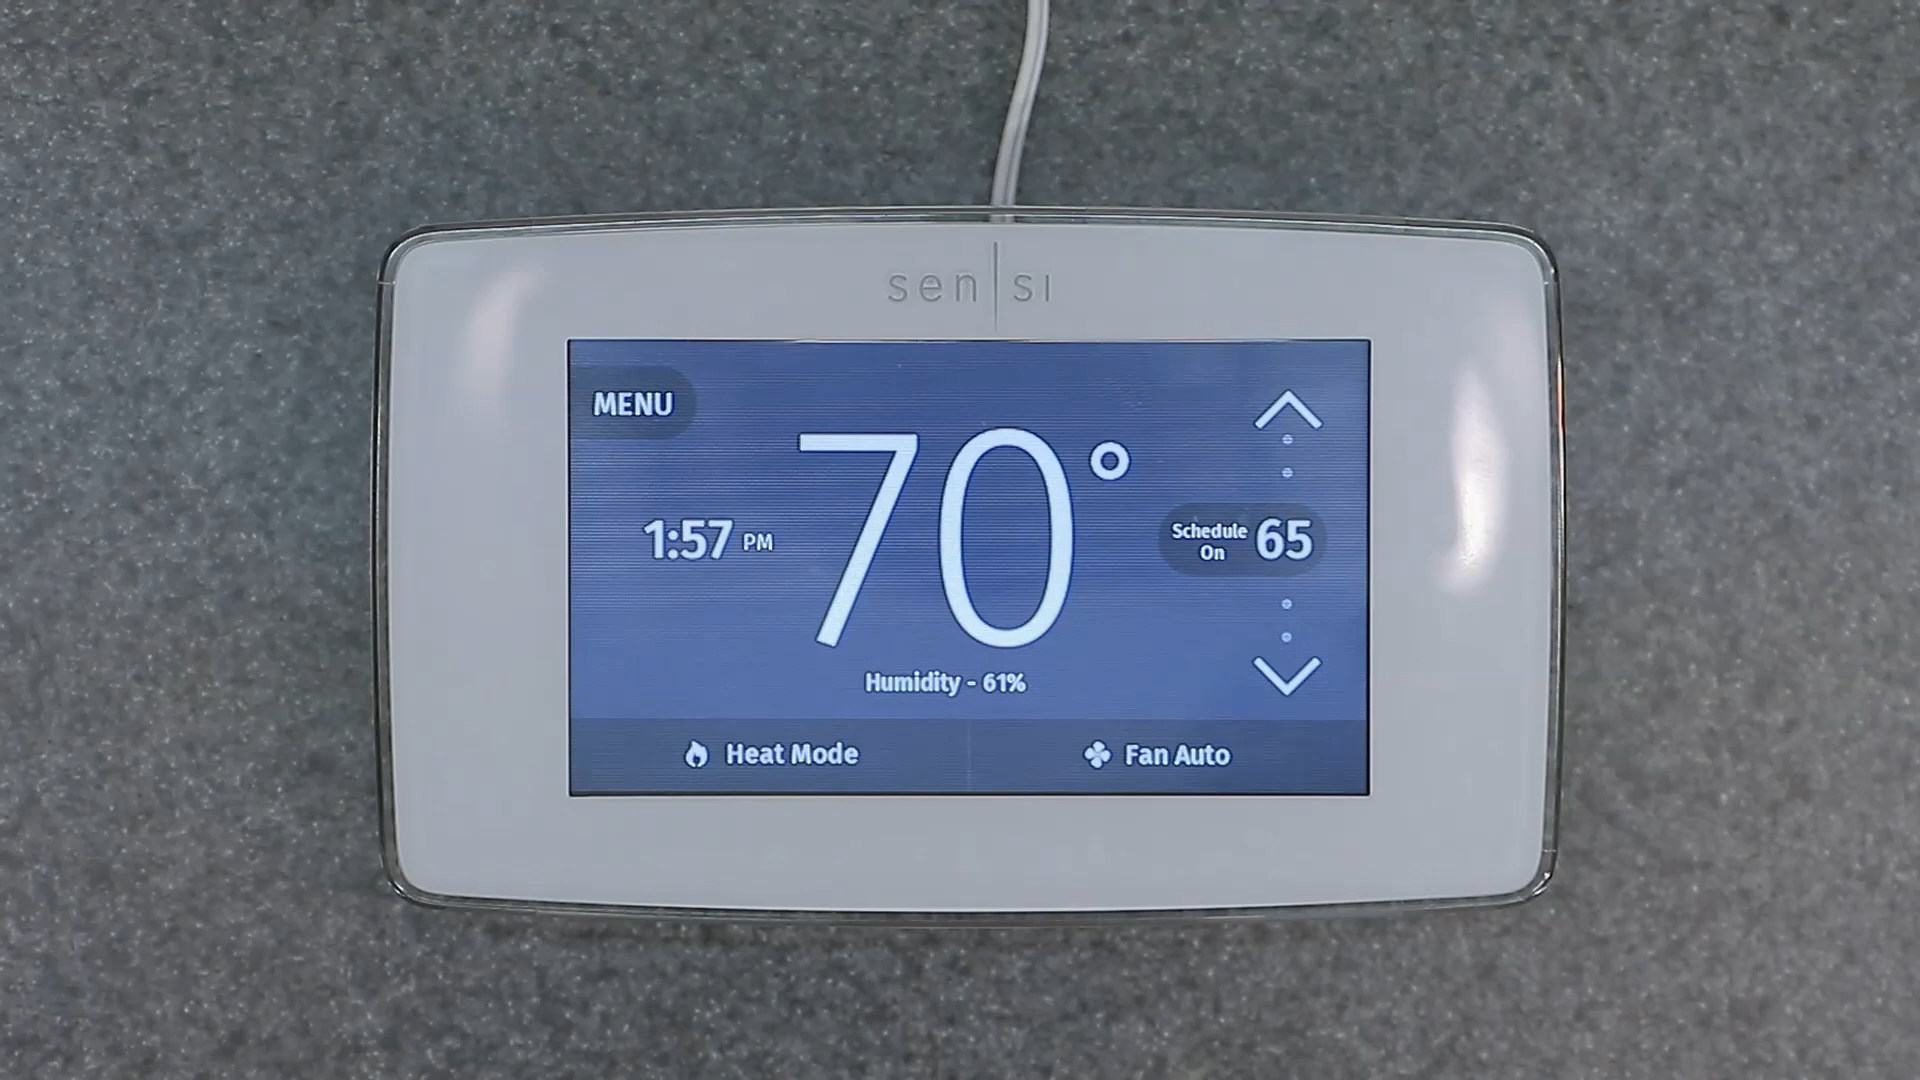 sensi
MENU
70°
1:57 PM
Schedule On 65
Humidity - 61%
Heat Mode
Fan Auto